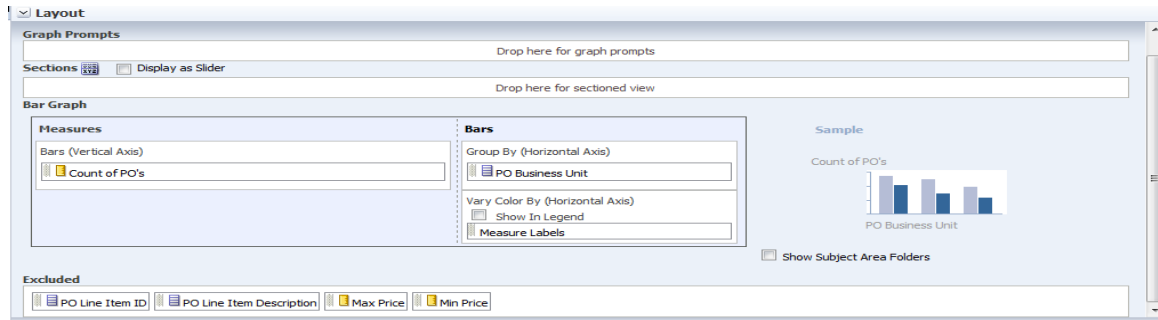 Layout
Graph Prompts
Drop here for graph prompts
Sections Display as Slider
Drop here for sectioned view
Bar Graph
Measures
Bars (Vertical Axis)
Count of PO's
Bars
Group By (Horizontal Axis)
PO Business Unit
Vary Color By (Horizontal Axis)
Show In Legend
Measure Labels
Sample
Count of PO's
PO Business Unit
Show Subject Area Folders
Excluded
PO Line Item ID PO Line Item Description Max Price Min Price